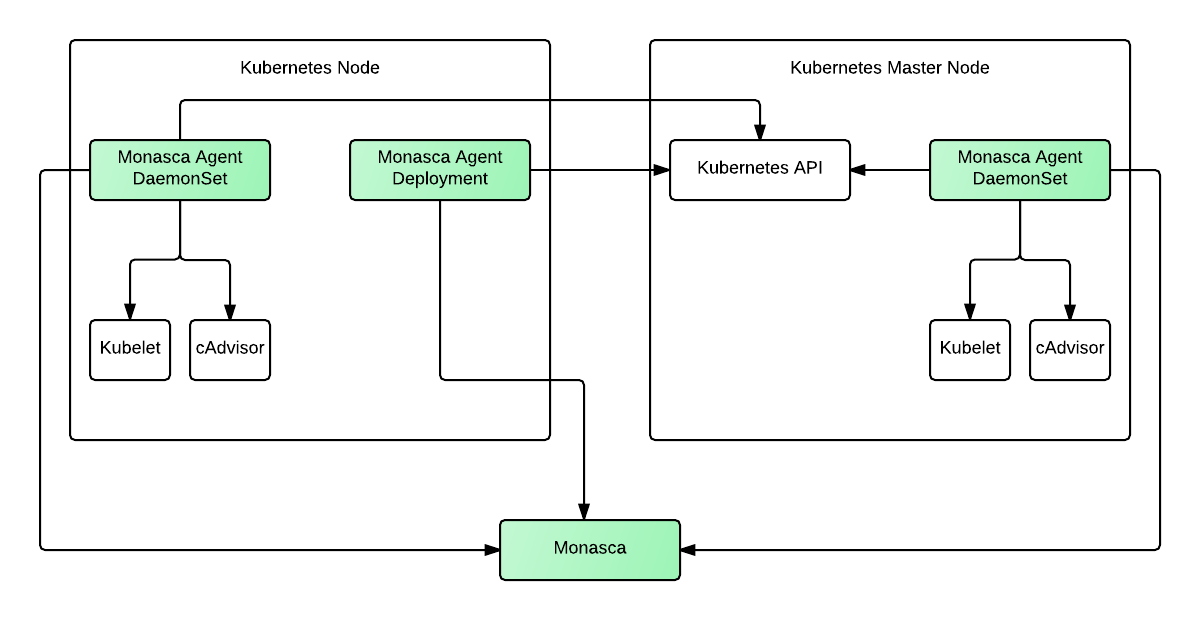 Kubernetes Node
Kubernetes Master Node
Monasca Agent
DaemonSet
Monasca Agent
Deployment
Kubernetes API
Monasca Agent
DaemonSet
Kubelet
cAdvisor
Kubelet
cAdvisor
Monasca